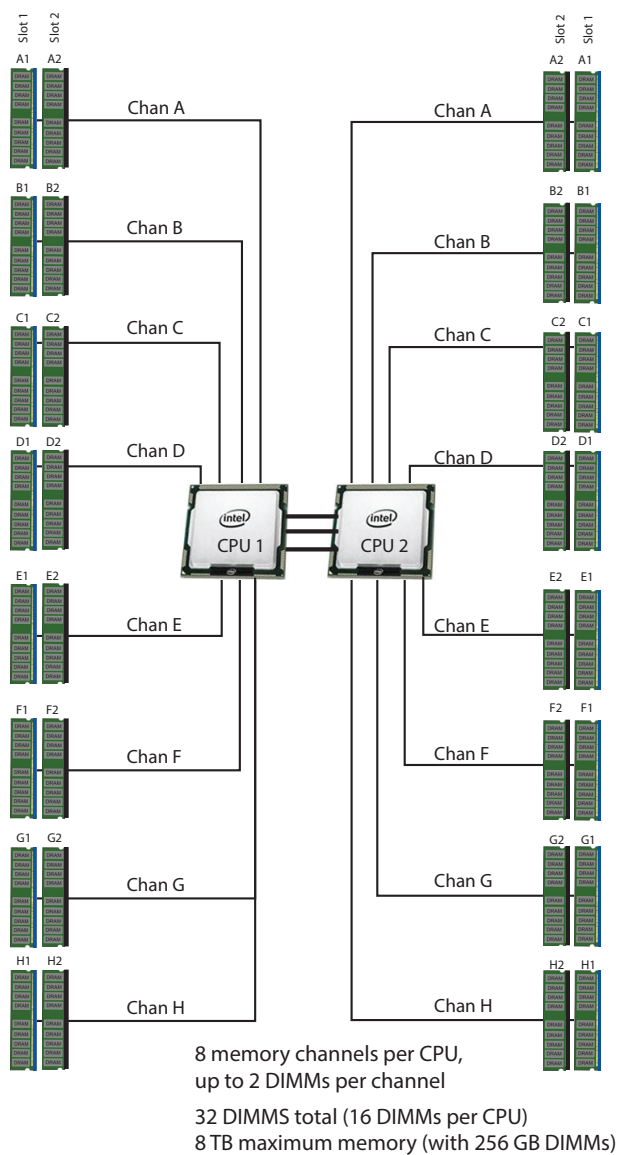 Slot 1 Slot 2
Slot 2 Slot 1
A1 A2
A2 A1
DRAM
Chan A
Chan A
B1 B2
B2 B1
Chan B
Chan B
C1 C2
C2 C1
Chan C
Chan C
D1 D2
D2 D1
Chan D
Chan D
intel
CPU 1
intel
CPU 2
E1 E2
E2 E1
Chan E
Chan E
F1 F2
F2 F1
Chan F
Chan F
G1 G2
G2 G1
Chan G
Chan G
H1 H2
H2 H1
Chan H
Chan H
8 memory channels per CPU,
up to 2 DIMMs per channel
32 DIMMS total (16 DIMMs per CPU)
8 TB maximum memory (with 256 GB DIMMs)